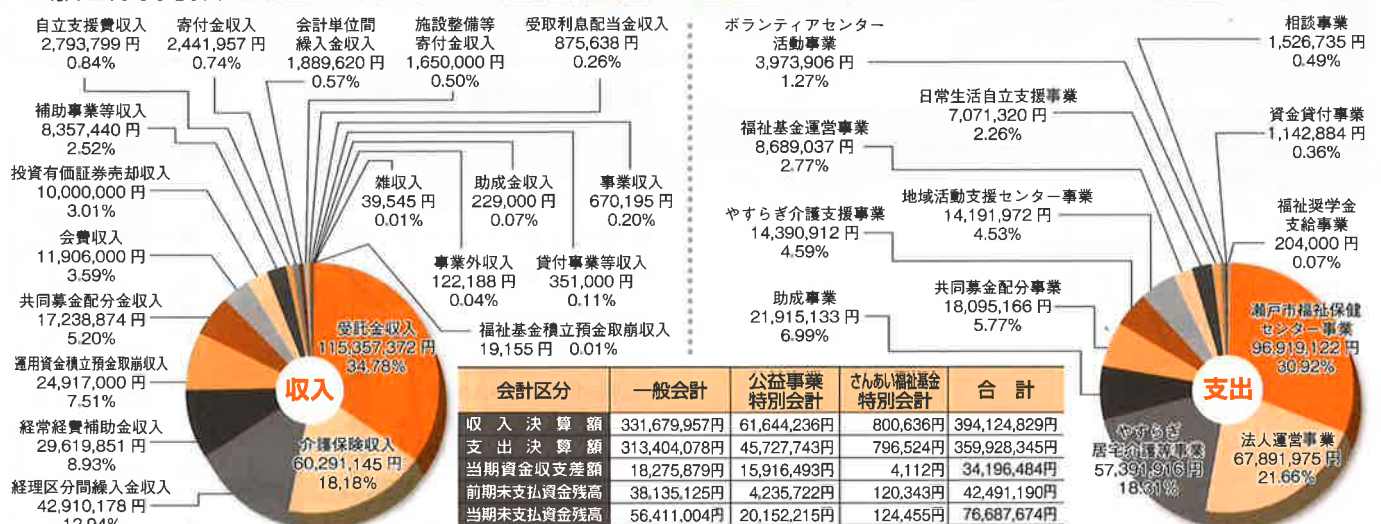 自立支援費収入
2,793,799 円
0.84%
寄付金収入
2,441,957 円
0.74%
会計単位間
繰入金収入
1,889,620 円
0.57%
施設整備等
寄付金収入
1,650,000 円
0.50%
受取利息配当金収入
875,638 円
0.26%
補助事業等収入
8,357,440 円
2.52%
投資有価証券売却収入
10,000,000 円
3.01%
会費収入
11,906,000 円
3.59%
共同募金配分金収入
17,238,874 円
5.20%
運用資金積立預金取崩収入
24,917,000 円
7.51%
経常経費補助金収入
29,619,851 円
8.93%
経理区分間繰入金収入
42,910,178 円
12.94%
雑収入
39,545 円
0.01%
助成金収入
229,000 円
0.07%
事業収入
670,195 円
0.20%
事業外収入
122,188 円
0.04%
貸付事業等収入
351,000 円
0.11%
福祉基金積立預金取崩収入
19,155 円 0.01%
受託金収入
115,357,372 円
34.78%
収入
介護保険収入
60,291,145 円
18,18%
ボランティアセンター
活動事業
3,973,906 円
1.27%
日常生活自立支援事業
7,071,320 円
2.26%
福祉基金運営事業
8,689,037 円
2.77%
地域活動支援センター事業
14,191,972 円
4.53%
やすらぎ介護支援事業
14,390,912 円
4.59%
共同募金配分事業
18,095,166 円
5.77%
助成事業
21,915,133 円
6.99%
相談事業
1,526,735 円
0.49%
資金貸付事業
1,142,884 円
0.36%
福祉奨学金
支給事業
204,000 円
0.07%
瀬戸市福祉保健
センター事業
96,919,122 円
30.92%
支出
やすらぎ
居宅介護等事業
57,391,916 円
18.31%
法人運営事業
67,891,975 円
21.66%
会計区分 一般会計 公益事業特別会計 さんあい福祉基金特別会計 合 計
収入決算額 331,679,957円 61,644,236円 800,636円 394,124,829円
支出決算額 313,404,078円 45,727,743円 796,524円 359,928,345円
当期資金収支差額 18,275,879円 15,916,493円 4,112円 34,196,484円
前期末支払資金残高 38,135,125円 4,235,722円 120,343円 42,491,190円
当期末支払資金残高 56,411,004円 20,152,215円 124,455円 76,687,674円